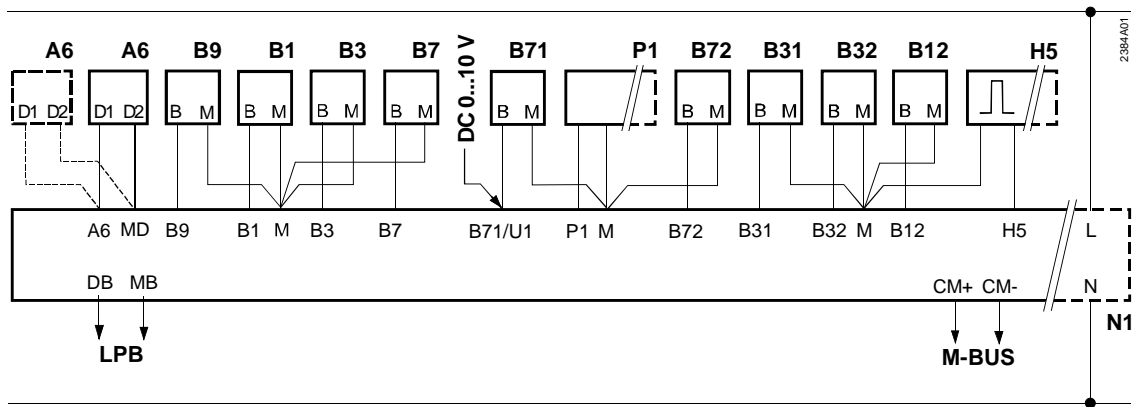 2384A01
A6 A6 B9 B1 B3 B7 B71 P1 B72 B31 B32 B12 H5
DC 0...10 V
D1 D2 D1 D2 B M B M B M B M B M B M B M B M B M
A6 MD B9 B1 M B3 B7 B71/U1 P1 M B72 B31 B32 M B12 H5 L
DB MB CM+ CM- N
N1
LPB M-BUS